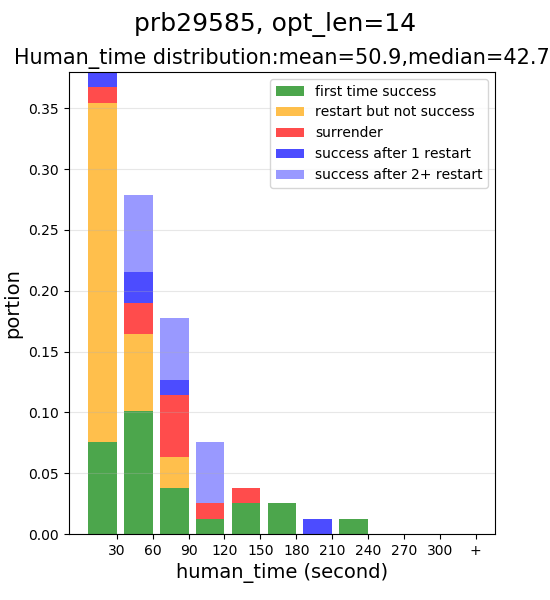 prb29585, opt_len=14
Human_time distribution:mean=50.9,median=42.7
first time success
restart but not success
surrender
success after 1 restart
success after 2+ restart
0.35
0.30
0.25
0.20
0.15
0.10
0.05
0.00
portion
30 60 90 120 150 180 210 240 270 300 +
human_time (second)